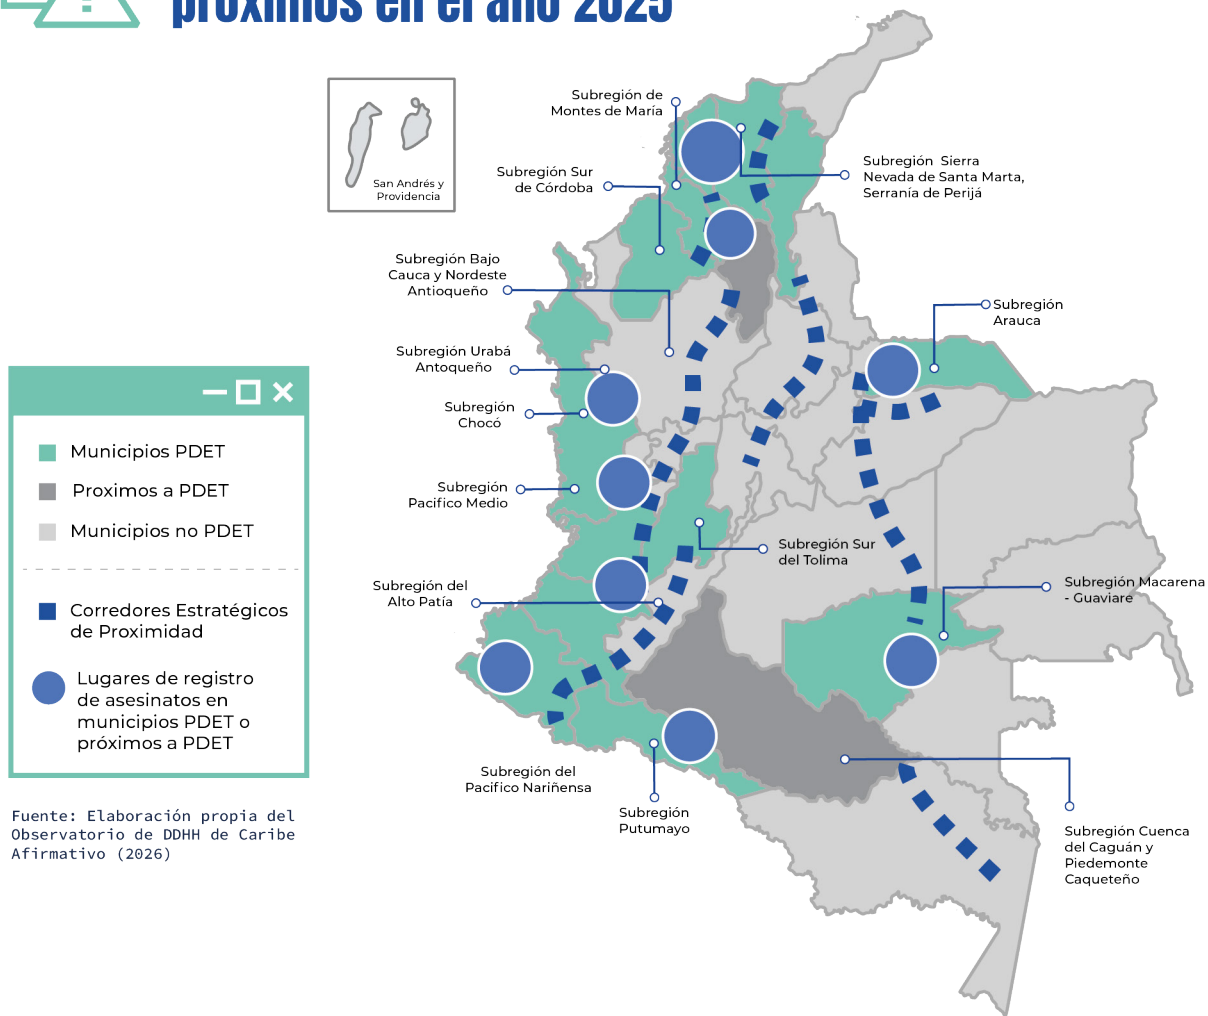 próximos en el año 2025
San Andrés y
Providencia
Subregión de
Montes de María
Subregión Sur
de Córdoba
Subregión Sierra
Nevada de Santa Marta,
Serranía de Perijá
Subregión Bajo
Cauca y Nordeste
Antioqueño
Subregión
Arauca
Subregión Urabá
Antoqueño
Subregión
Chocó
Subregión
Pacifico Medio
Subregión Sur
del Tolima
Subregión del
Alto Patía
Subregión Macarena
- Guaviare
Subregión del
Pacifico Nariñensa
Subregión
Putumayo
Subregión Cuenca
del Caguán y
Piedemonte
Caqueteño
Municipios PDET
Proximos a PDET
Municipios no PDET
Corredores Estratégicos
de Proximidad
Lugares de registro
de asesinatos en
municipios PDET o
próximos a PDET
Fuente: Elaboración propia del
Observatorio de DDHH de Caribe
Afirmativo (2026)